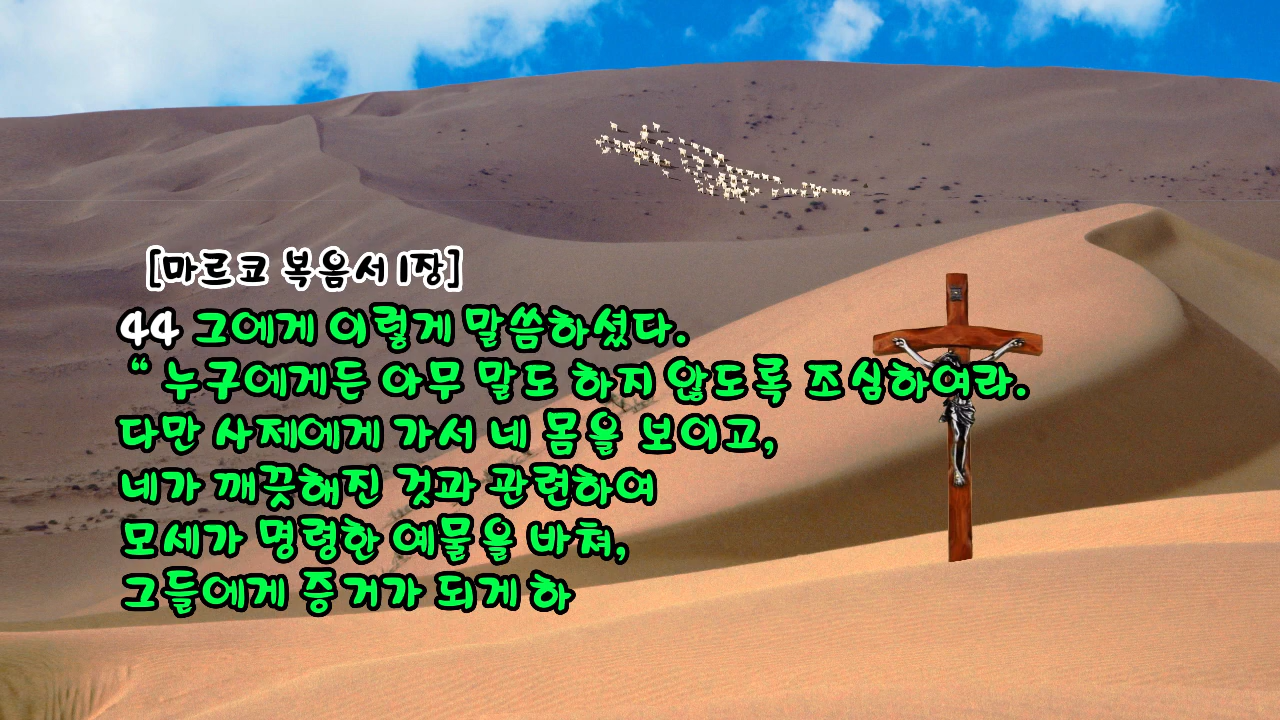 [마르코 복음서 1장]
44 그에게 이렇게 말씀하셨다.
“ 누구에게든 아무 말도 하지 않도록 조심하여라.
다만 사제에게 가서 네 몸을 보이고,
네가 깨끗해진 것과 관련하여
모세가 명령한 예물을 바쳐,
그들에게 증거가 되게 하